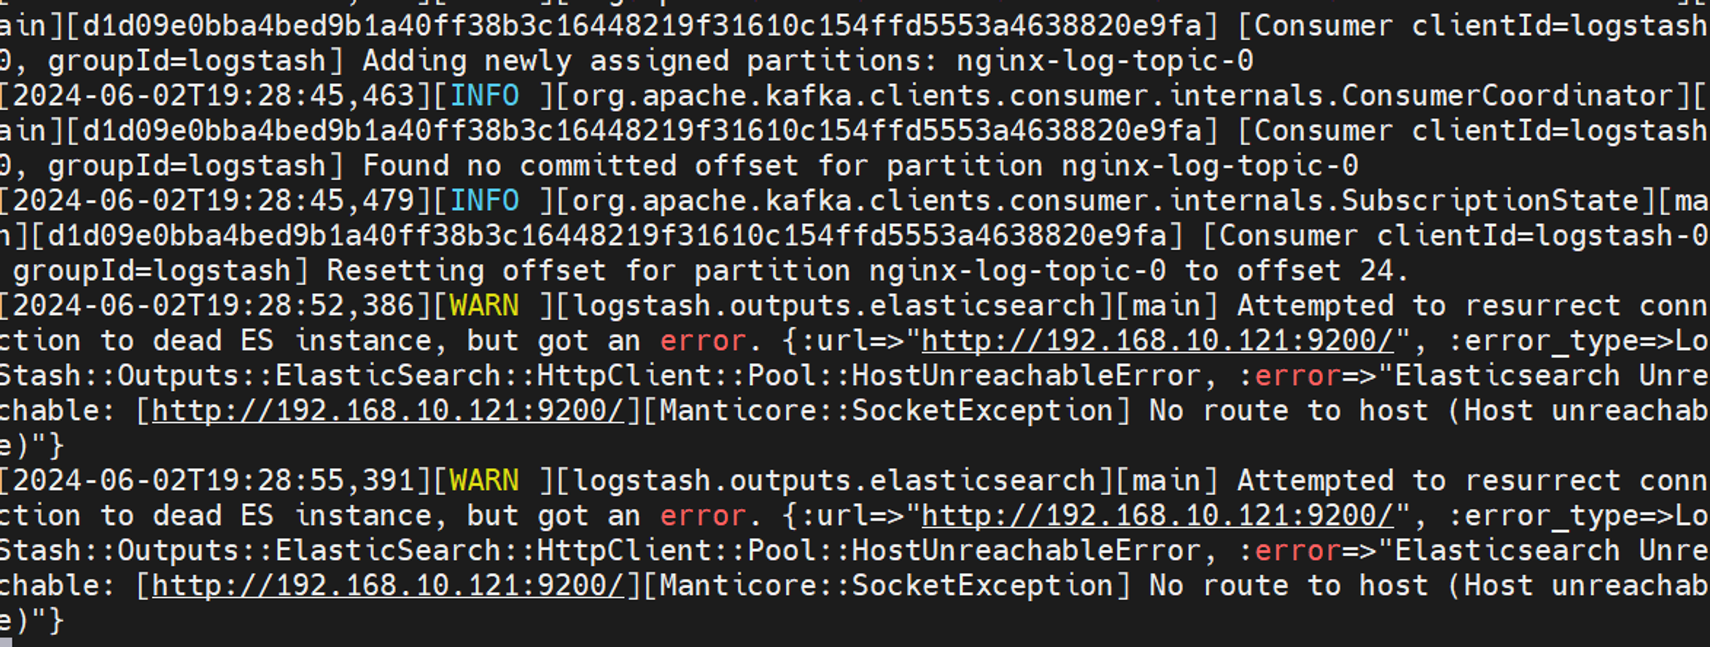 ain][d1d09e0bba4bed9b1a40ff38b3c16448219f31610c154ffd5553a4638820e9fa] [Consumer clientId=logstash
0, groupId=logstash] Adding newly assigned partitions: nginx-log-topic-0
[2024-06-02T19:28:45,463][INFO ][org.apache.kafka.clients.consumer.internals.ConsumerCoordinator][
ain][d1d09e0bba4bed9b1a40ff38b3c16448219f31610c154ffd5553a4638820e9fa] [Consumer clientId=logstash
0, groupId=logstash] Found no committed offset for partition nginx-log-topic-0
[2024-06-02T19:28:45,479][INFO ][org.apache.kafka.clients.consumer.internals.SubscriptionState][ma
n][d1d09e0bba4bed9b1a40ff38b3c16448219f31610c154ffd5553a4638820e9fa] [Consumer clientId=logstash-0
 groupId=logstash] Resetting offset for partition nginx-log-topic-0 to offset 24.
[2024-06-02T19:28:52,386][WARN ][logstash.outputs.elasticsearch][main] Attempted to resurrect conn
ction to dead ES instance, but got an error. {:url=>"http://192.168.10.121:9200/", :error_type=>Lo
Stash::Outputs::ElasticSearch::HttpClient::Pool::HostUnreachableError, :error=>"Elasticsearch Unre
chable: [http://192.168.10.121:9200/][Manticore::SocketException] No route to host (Host unreachab
e)"}
[2024-06-02T19:28:55,391][WARN ][logstash.outputs.elasticsearch][main] Attempted to resurrect conn
ction to dead ES instance, but got an error. {:url=>"http://192.168.10.121:9200/", :error_type=>Lo
Stash::Outputs::ElasticSearch::HttpClient::Pool::HostUnreachableError, :error=>"Elasticsearch Unre
chable: [http://192.168.10.121:9200/][Manticore::SocketException] No route to host (Host unreachab
e)"}